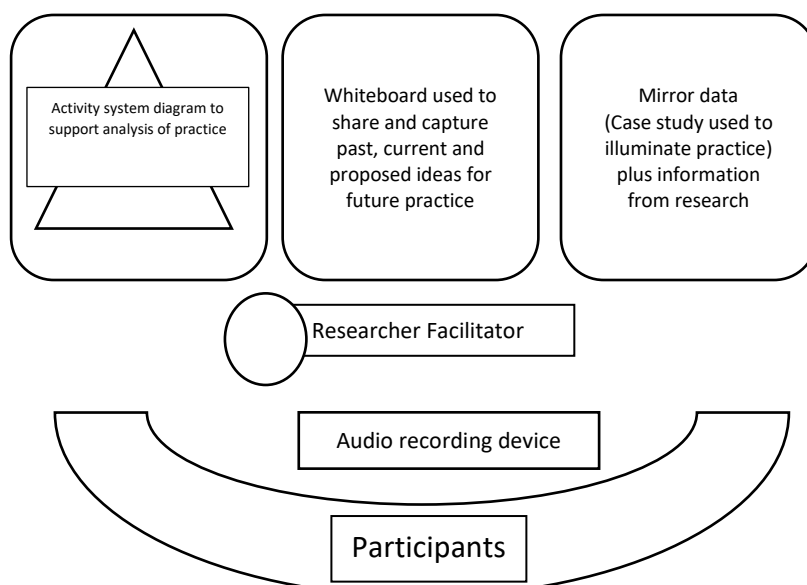 Activity system diagram to
support analysis of practice
Whiteboard used to
share and capture
past, current and
proposed ideas for
future practice
Mirror data
(Case study used to
illuminate practice)
plus information
from research
Researcher Facilitator
Audio recording device
Participants